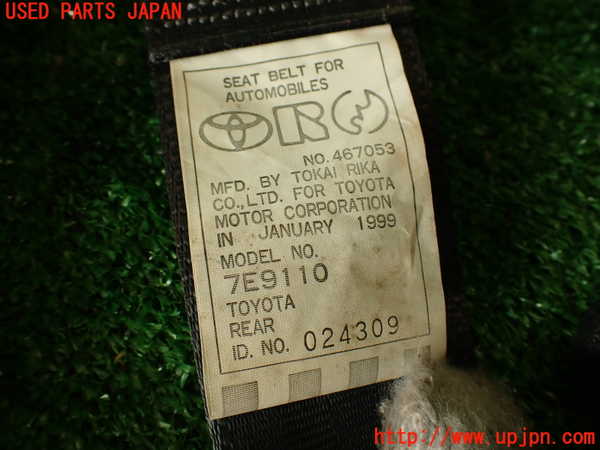 USED PARTS JAPAN
SEAT BELT FOR
AUTOMOBILES
R
NO.467053
MFD. BY TOKAI RIKA
CO.,LTD. FOR TOYOTA
MOTOR CORPORATION
IN JANUARY 1999
MODEL NO.
7E9110
TOYOTA
REAR
ID. NO. 024309
http://www.upjpn.com/